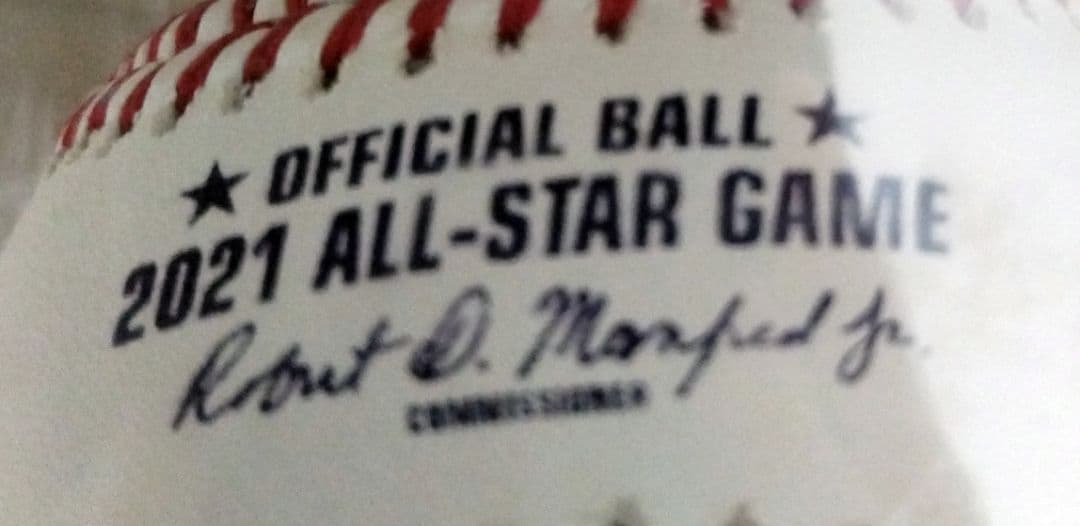 ★ OFFICIAL BALL ★
2021 ALL-STAR GAME
Robert D. Manfred Jr.
COMMISSIONER